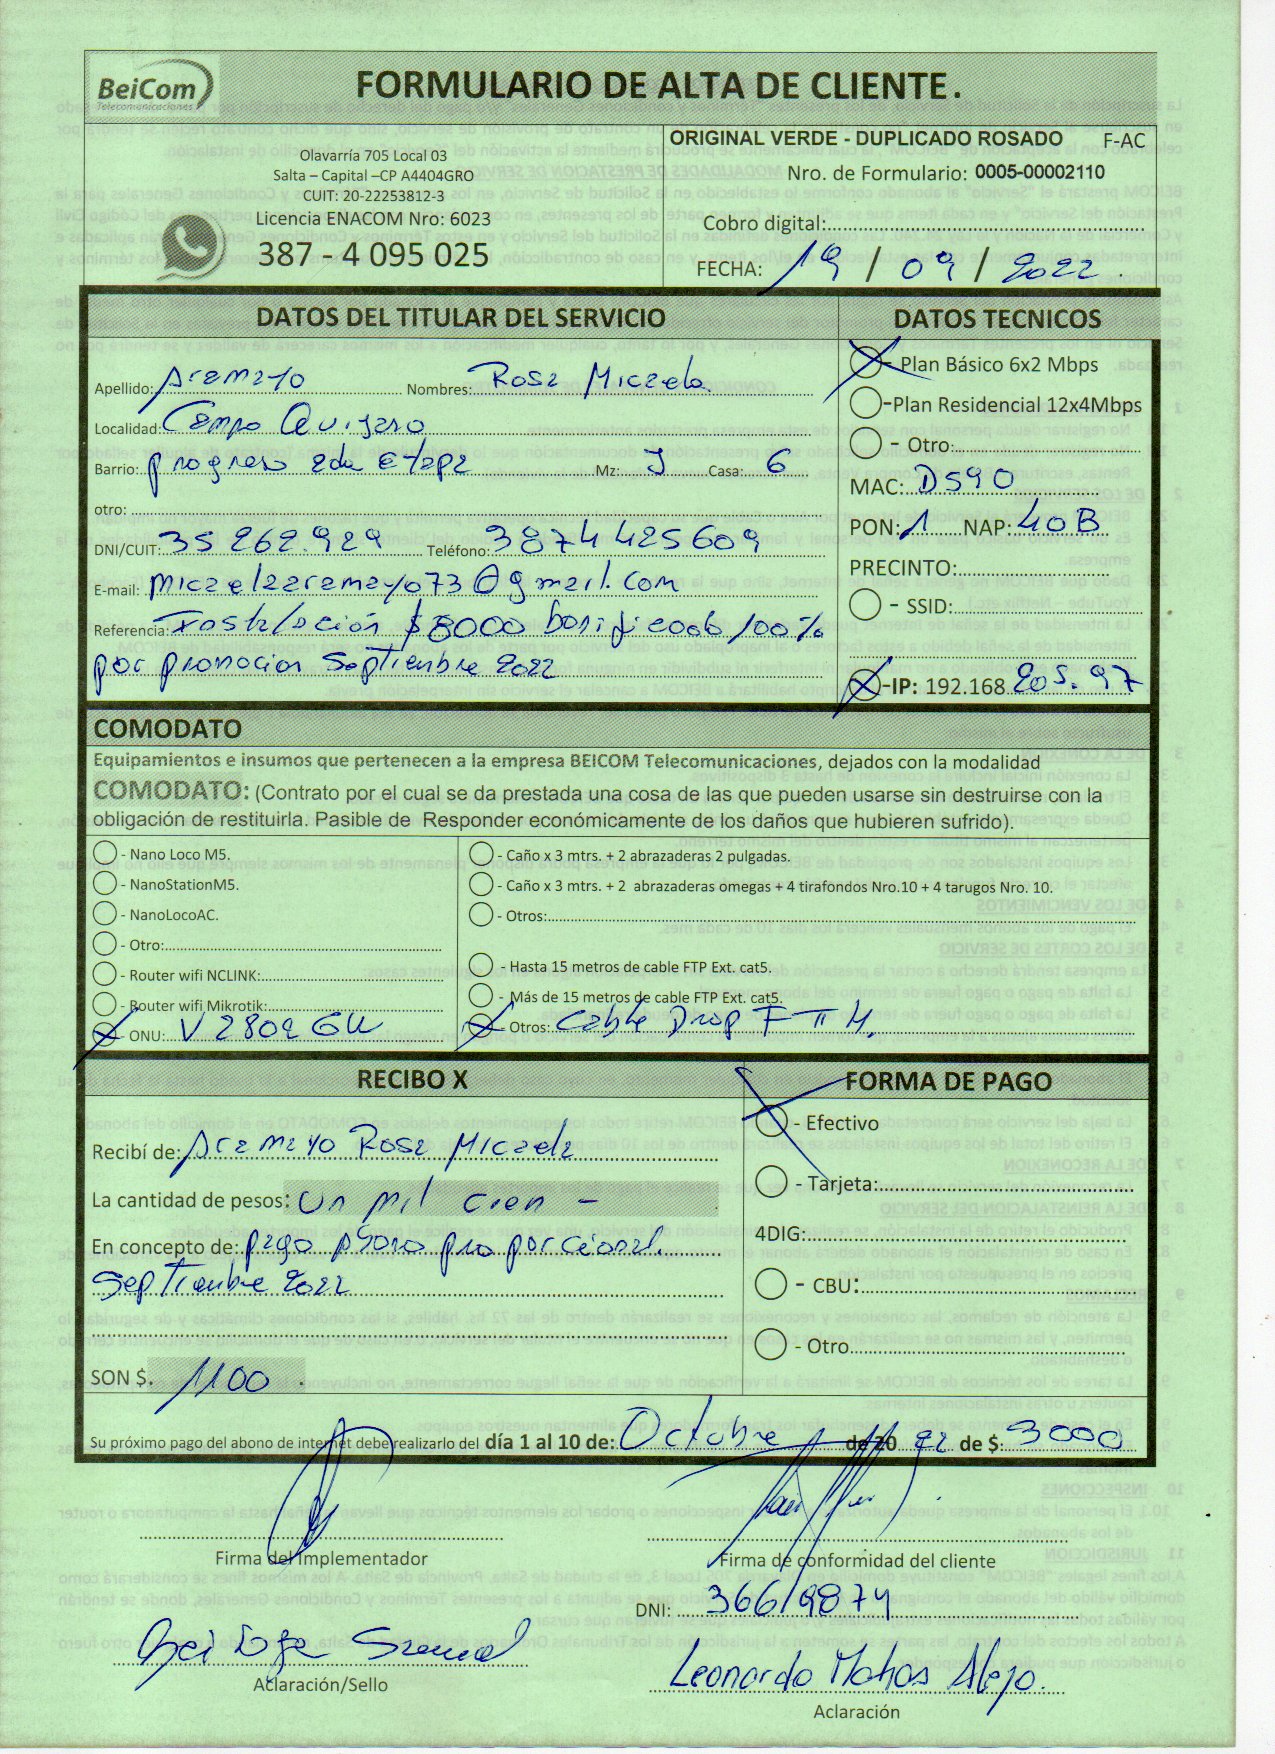 BeiCom
Telecomunicaciones
FORMULARIO DE ALTA DE CLIENTE.
Olavarría 705 Local 03
Salta – Capital –CP A4404GRO
CUIT: 20-22253812-3
Licencia ENACOM Nro: 6023
387 - 4 095 025
ORIGINAL VERDE - DUPLICADO ROSADO F-AC
Nro. de Formulario: 0005-00002110
Cobro digital:
FECHA: 19 / 09 / 2022
DATOS DEL TITULAR DEL SERVICIO
Apellido: Aramayo Nombres: Rosa Micaela
Localidad: Campo Quijano
Barrio: progreso 2da etapa Mz: J Casa: 6
otro:
DNI/CUIT: 35 262.929 Teléfono: 3874425609
E-mail: micaelaaramayo73@gmail.com
Referencia: Instalación $8000 bonificado 100%
por promocion Septiembre 2022
DATOS TECNICOS
- Plan Básico 6x2 Mbps
-Plan Residencial 12x4Mbps
- Otro:
MAC: D590
PON: 1 NAP: 40B
PRECINTO:
- SSID:
-IP: 192.168. 205.97
COMODATO
Equipamientos e insumos que pertenecen a la empresa BEICOM Telecomunicaciones, dejados con la modalidad
COMODATO: (Contrato por el cual se da prestada una cosa de las que pueden usarse sin destruirse con la
obligación de restituirla. Pasible de Responder económicamente de los daños que hubieren sufrido).
- Nano Loco M5.
- NanoStationM5.
- NanoLocoAC.
- Otro:
- Router wifi NCLINK:
- Router wifi Mikrotik:
ONU: V2802GW
- Caño x 3 mtrs. + 2 abrazaderas 2 pulgadas.
- Caño x 3 mtrs. + 2 abrazaderas omegas + 4 tirafondos Nro.10 + 4 tarugos Nro. 10.
- Otros:
- Hasta 15 metros de cable FTP Ext. cat5.
- Más de 15 metros de cable FTP Ext. cat5.
- Otros: Cable Drop FTTH.
RECIBO X
Recibí de: Aramayo Rosa Micaela
La cantidad de pesos: un mil cien -
En concepto de: pago abono proporcional
Septiembre 2022
SON $. 1100
FORMA DE PAGO
- Efectivo
- Tarjeta:
4DIG:
- CBU:
- Otro
Su próximo pago del abono de internet debe realizarlo del día 1 al 10 de: Octubre de 20 22 de $: 3000
Firma del Implementador
Firma de conformidad del cliente
DNI: 36619874
Aclaración/Sello
Leonardo Matias Alejo.
Aclaración